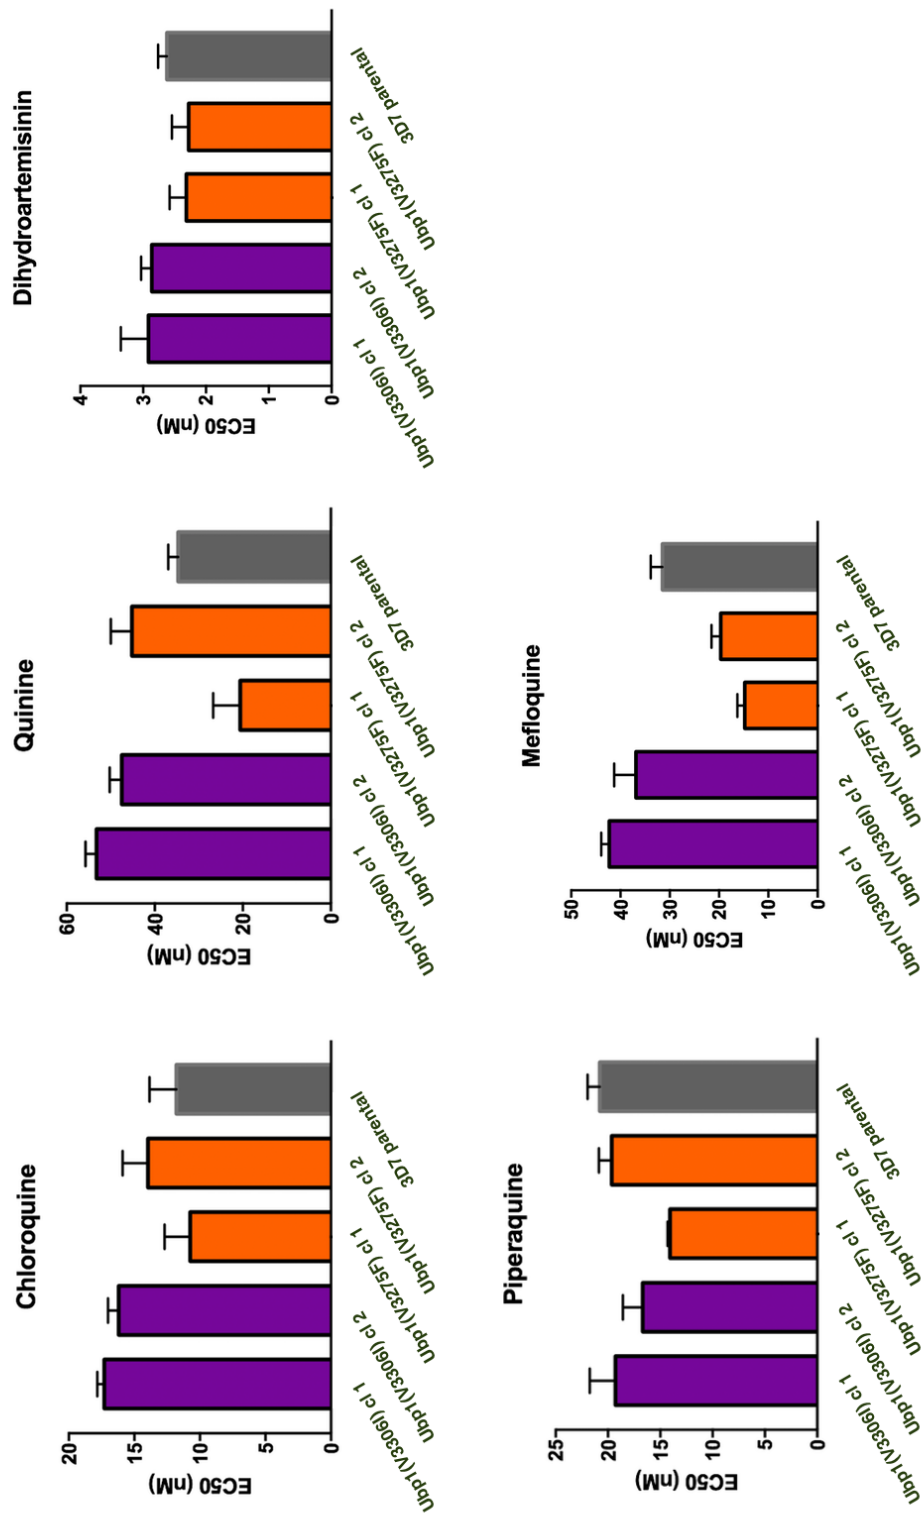 Chloroquine
EC50 (nM)
20
15
10
5
0
Ubp1(V3306I) cl 1
Ubp1(V3306I) cl 2
Ubp1(V3275F) cl 1
Ubp1(V3275F) cl 2
3D7 parental
Quinine
EC50 (nM)
60
40
20
0
Ubp1(V3306I) cl 1
Ubp1(V3306I) cl 2
Ubp1(V3275F) cl 1
Ubp1(V3275F) cl 2
3D7 parental
Dihydroartemisinin
EC50 (nM)
4
3
2
1
0
Ubp1(V3306I) cl 1
Ubp1(V3306I) cl 2
Ubp1(V3275F) cl 1
Ubp1(V3275F) cl 2
3D7 parental
Piperaquine
EC50 (nM)
25
20
15
10
5
0
Ubp1(V3306I) cl 1
Ubp1(V3306I) cl 2
Ubp1(V3275F) cl 1
Ubp1(V3275F) cl 2
3D7 parental
Mefloquine
EC50 (nM)
50
40
30
20
10
0
Ubp1(V3306I) cl 1
Ubp1(V3306I) cl 2
Ubp1(V3275F) cl 1
Ubp1(V3275F) cl 2
3D7 parental